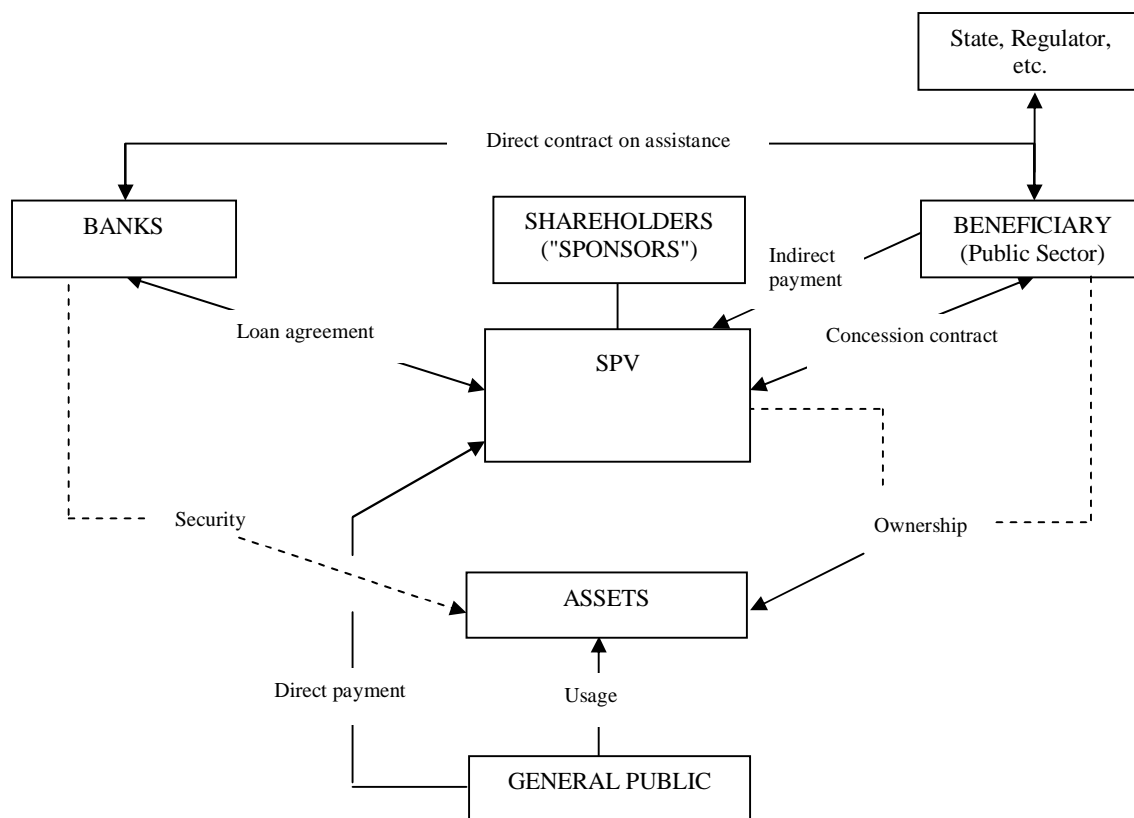 State, Regulator,
etc.
Direct contract on assistance
BANKS
SHAREHOLDERS
("SPONSORS")
BENEFICIARY
(Public Sector)
Indirect
payment
Loan agreement
Concession contract
SPV
Security
Ownership
ASSETS
Direct payment
Usage
GENERAL PUBLIC